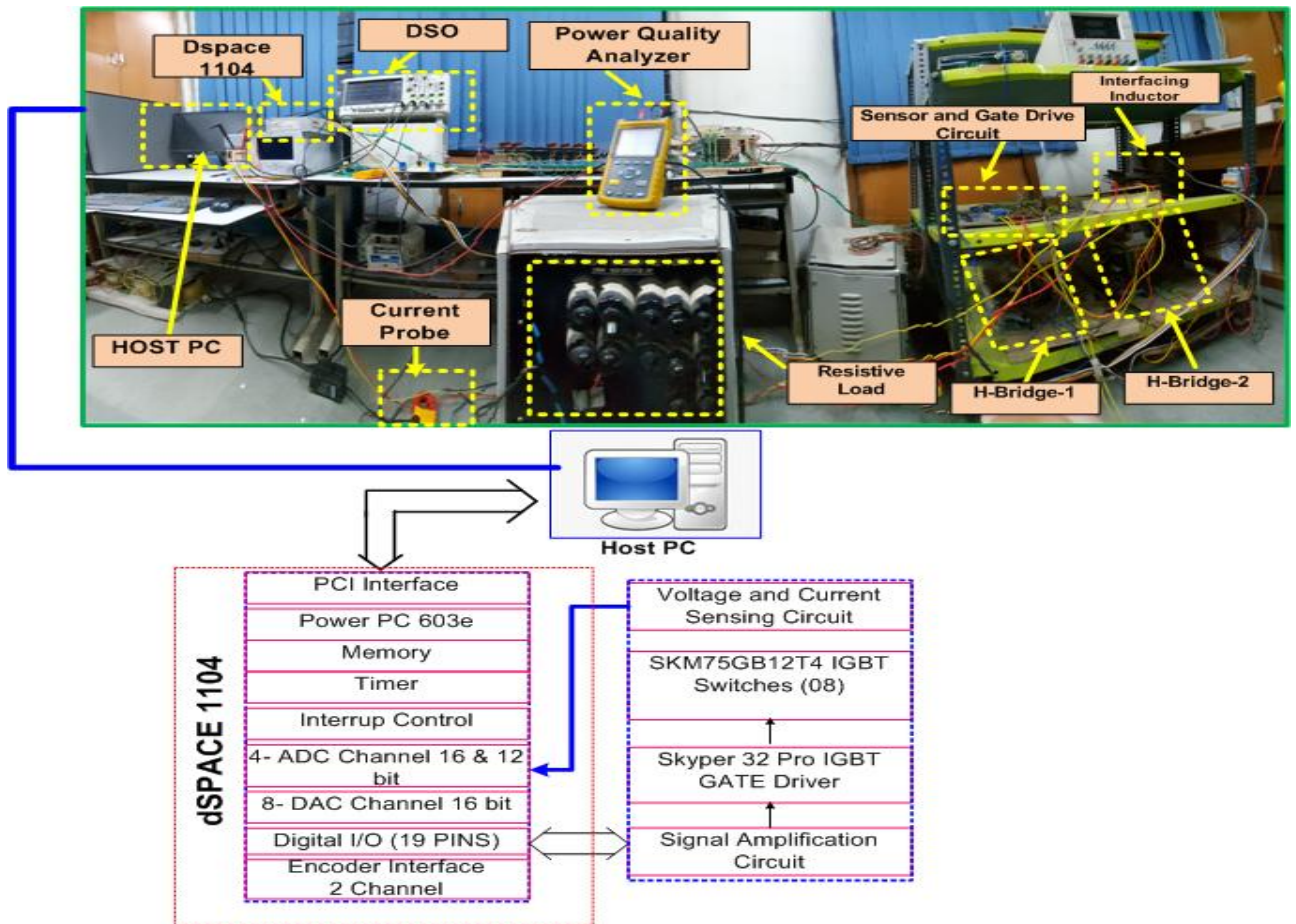 Dspace
1104
DSO
Power Quality
Analyzer
Interfacing
Inductor
Sensor and Gate Drive
Circuit
Current
Probe
HOST PC
Resistive
Load
H-Bridge-1
H-Bridge-2
Host PC
dSPACE 1104
PCI Interface
Power PC 603e
Memory
Timer
Interrup Control
4- ADC Channel 16 & 12
bit
8- DAC Channel 16 bit
Digital I/O (19 PINS)
Encoder Interface
2 Channel
Voltage and Current
Sensing Circuit
SKM75GB12T4 IGBT
Switches (08)
Skyper 32 Pro IGBT
GATE Driver
Signal Amplification
Circuit